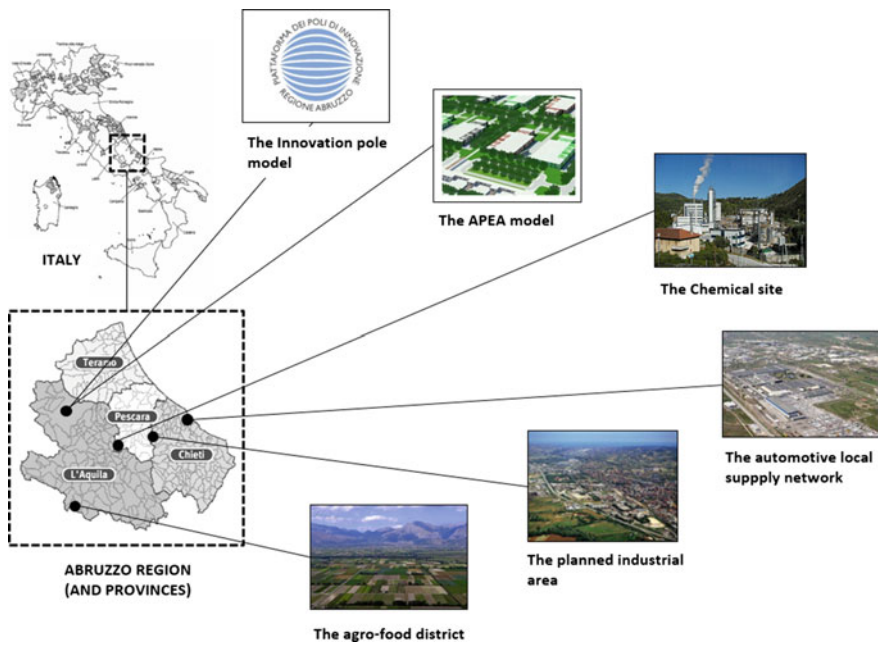 PIATTAFORMA DEI POLI DI INNOVAZIONE
REGIONE ABRUZZO
The Innovation pole
model
The APEA model
ITALY
The Chemical site
Teramo
Pescara
L'Aquila
Chieti
The automotive local
suppply network
The planned industrial
area
ABRUZZO REGION
(AND PROVINCES)
The agro-food district